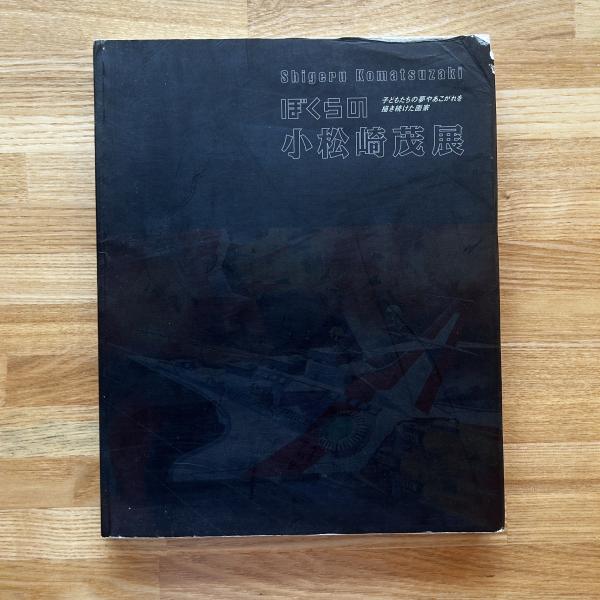 Shigeru Komatsuzaki
ぼくらの
子どもたちの夢やあこがれを
描き続けた画家
小松崎茂展